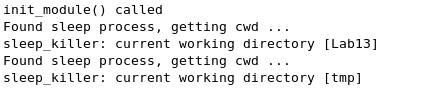 init_module() called
Found sleep process, getting cwd ...
sleep_killer: current working directory [Lab13]
Found sleep process, getting cwd ...
sleep_killer: current working directory [tmp]